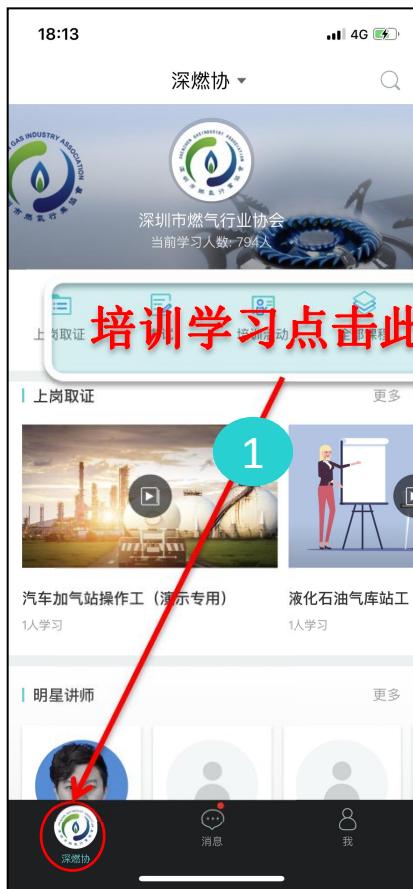 18:13
4G
深燃协
深圳市燃气行业协会
当前学习人数: 794人
培训学习点击此
上岗取证
培训活动
全部课程
上岗取证
更多
1
汽车加气站操作工（演示专用）
液化石油气库站工
1人学习
1人学习
明星讲师
更多
深燃协
消息
我